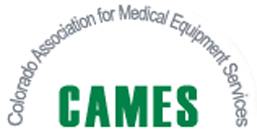 Colorado Association for Medical Equipment Services
CAMES